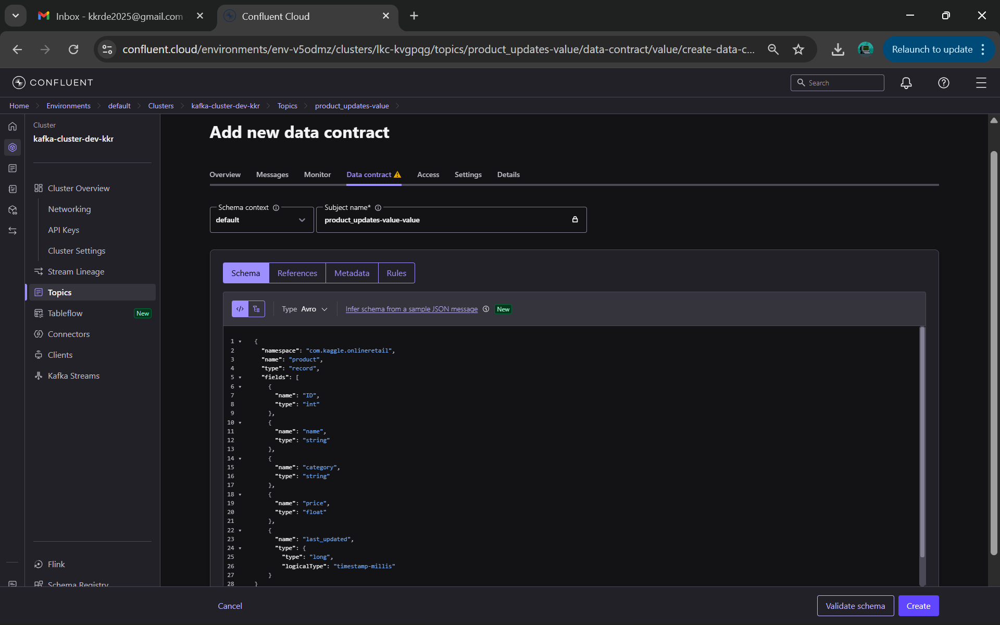 Inbox - kkrde2025@gmail.com
Confluent Cloud
confluent.cloud/environments/env-v5odmz/clusters/lkc-kvgpqg/topics/product_updates-value/data-contract/value/create-data-c...
Relaunch to update
CONFLUENT
Search
Home
Environments
default
Clusters
kafka-cluster-dev-kkr
Topics
product_updates-value
Cluster
kafka-cluster-dev-kkr
Cluster Overview
Networking
API Keys
Cluster Settings
Stream Lineage
Topics
Tableflow New
Connectors
Clients
Kafka Streams
Flink
Schema Registry
Add new data contract
Overview Messages Monitor Data contract Access Settings Details
Schema context
default
Subject name*
product_updates-value-value
Schema References Metadata Rules
</> Type Avro Infer schema from a sample JSON message New
1 {
2 "namespace": "com.kaggle.onlineretail",
3 "name": "product",
4 "type": "record",
5 "fields": [
6 {
7 "name": "ID",
8 "type": "int"
9 },
10 {
11 "name": "name",
12 "type": "string"
13 },
14 {
15 "name": "category",
16 "type": "string"
17 },
18 {
19 "name": "price",
20 "type": "float"
21 },
22 {
23 "name": "last_updated",
24 "type": {
25 "type": "long",
26 "logicalType": "timestamp-millis"
27 }
28 }
Cancel
Validate schema
Create